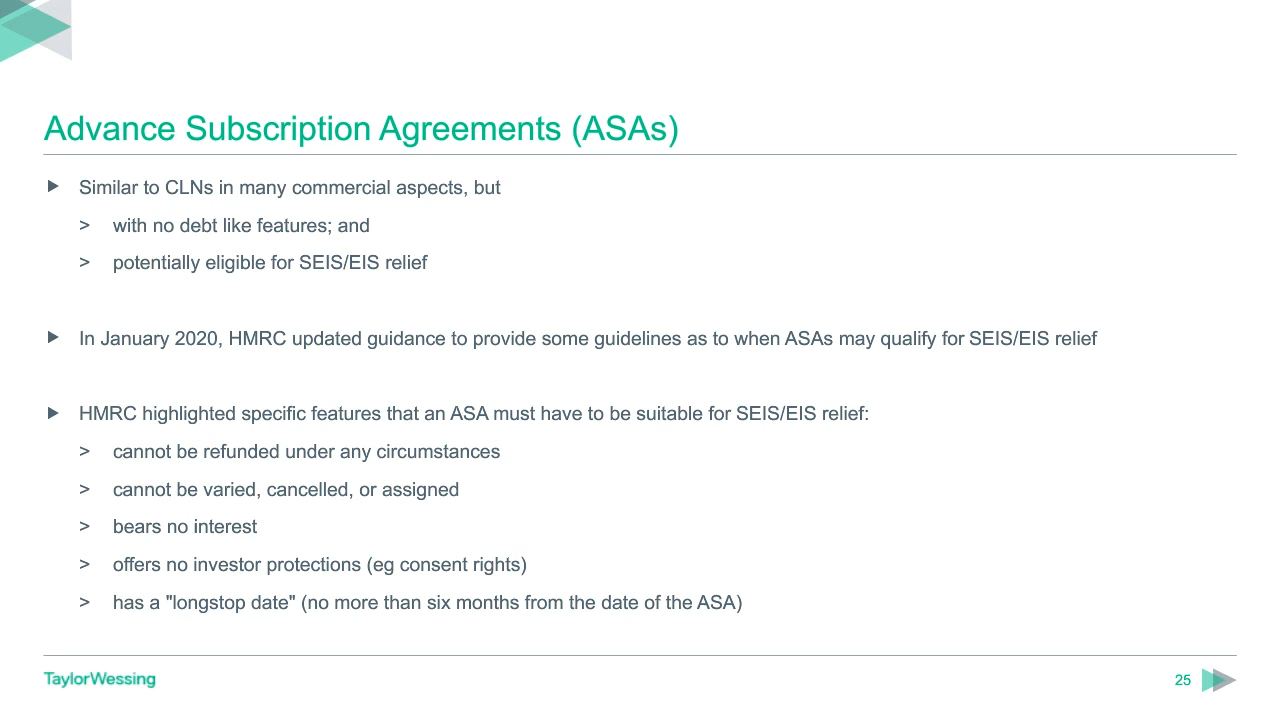 Advance Subscription Agreements (ASAs)
Similar to CLNs in many commercial aspects, but
> with no debt like features; and
> potentially eligible for SEIS/EIS relief
In January 2020, HMRC updated guidance to provide some guidelines as to when ASAs may qualify for SEIS/EIS relief
HMRC highlighted specific features that an ASA must have to be suitable for SEIS/EIS relief:
> cannot be refunded under any circumstances
> cannot be varied, cancelled, or assigned
> bears no interest
> offers no investor protections (eg consent rights)
> has a "longstop date" (no more than six months from the date of the ASA)
TaylorWessing
25